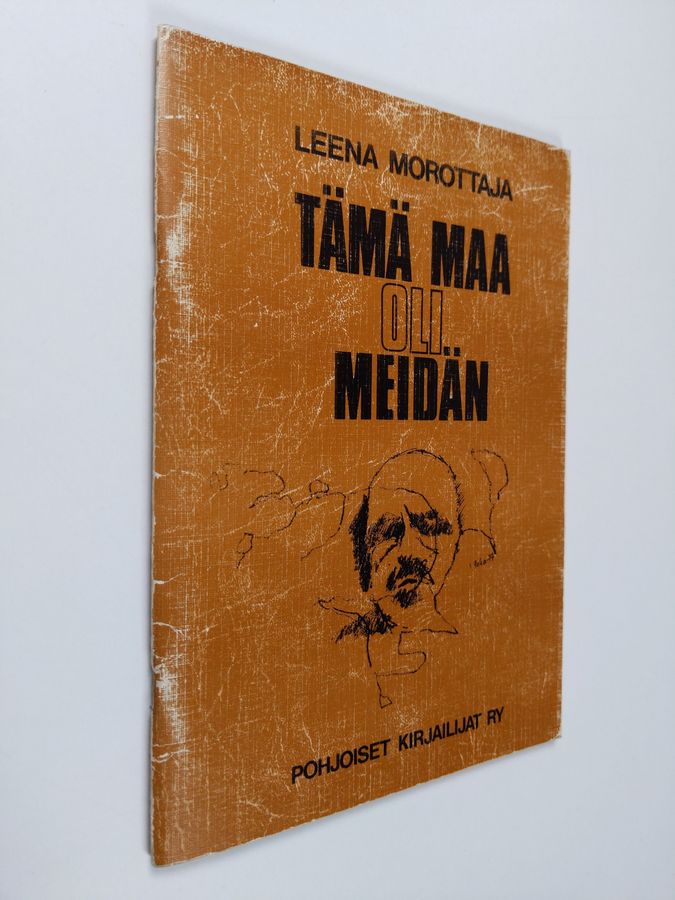 LEENA MOROTTAJA
TÄMÄ MAA
OLI
MEIDÄN
POHJOISET KIRJAILIJAT RY